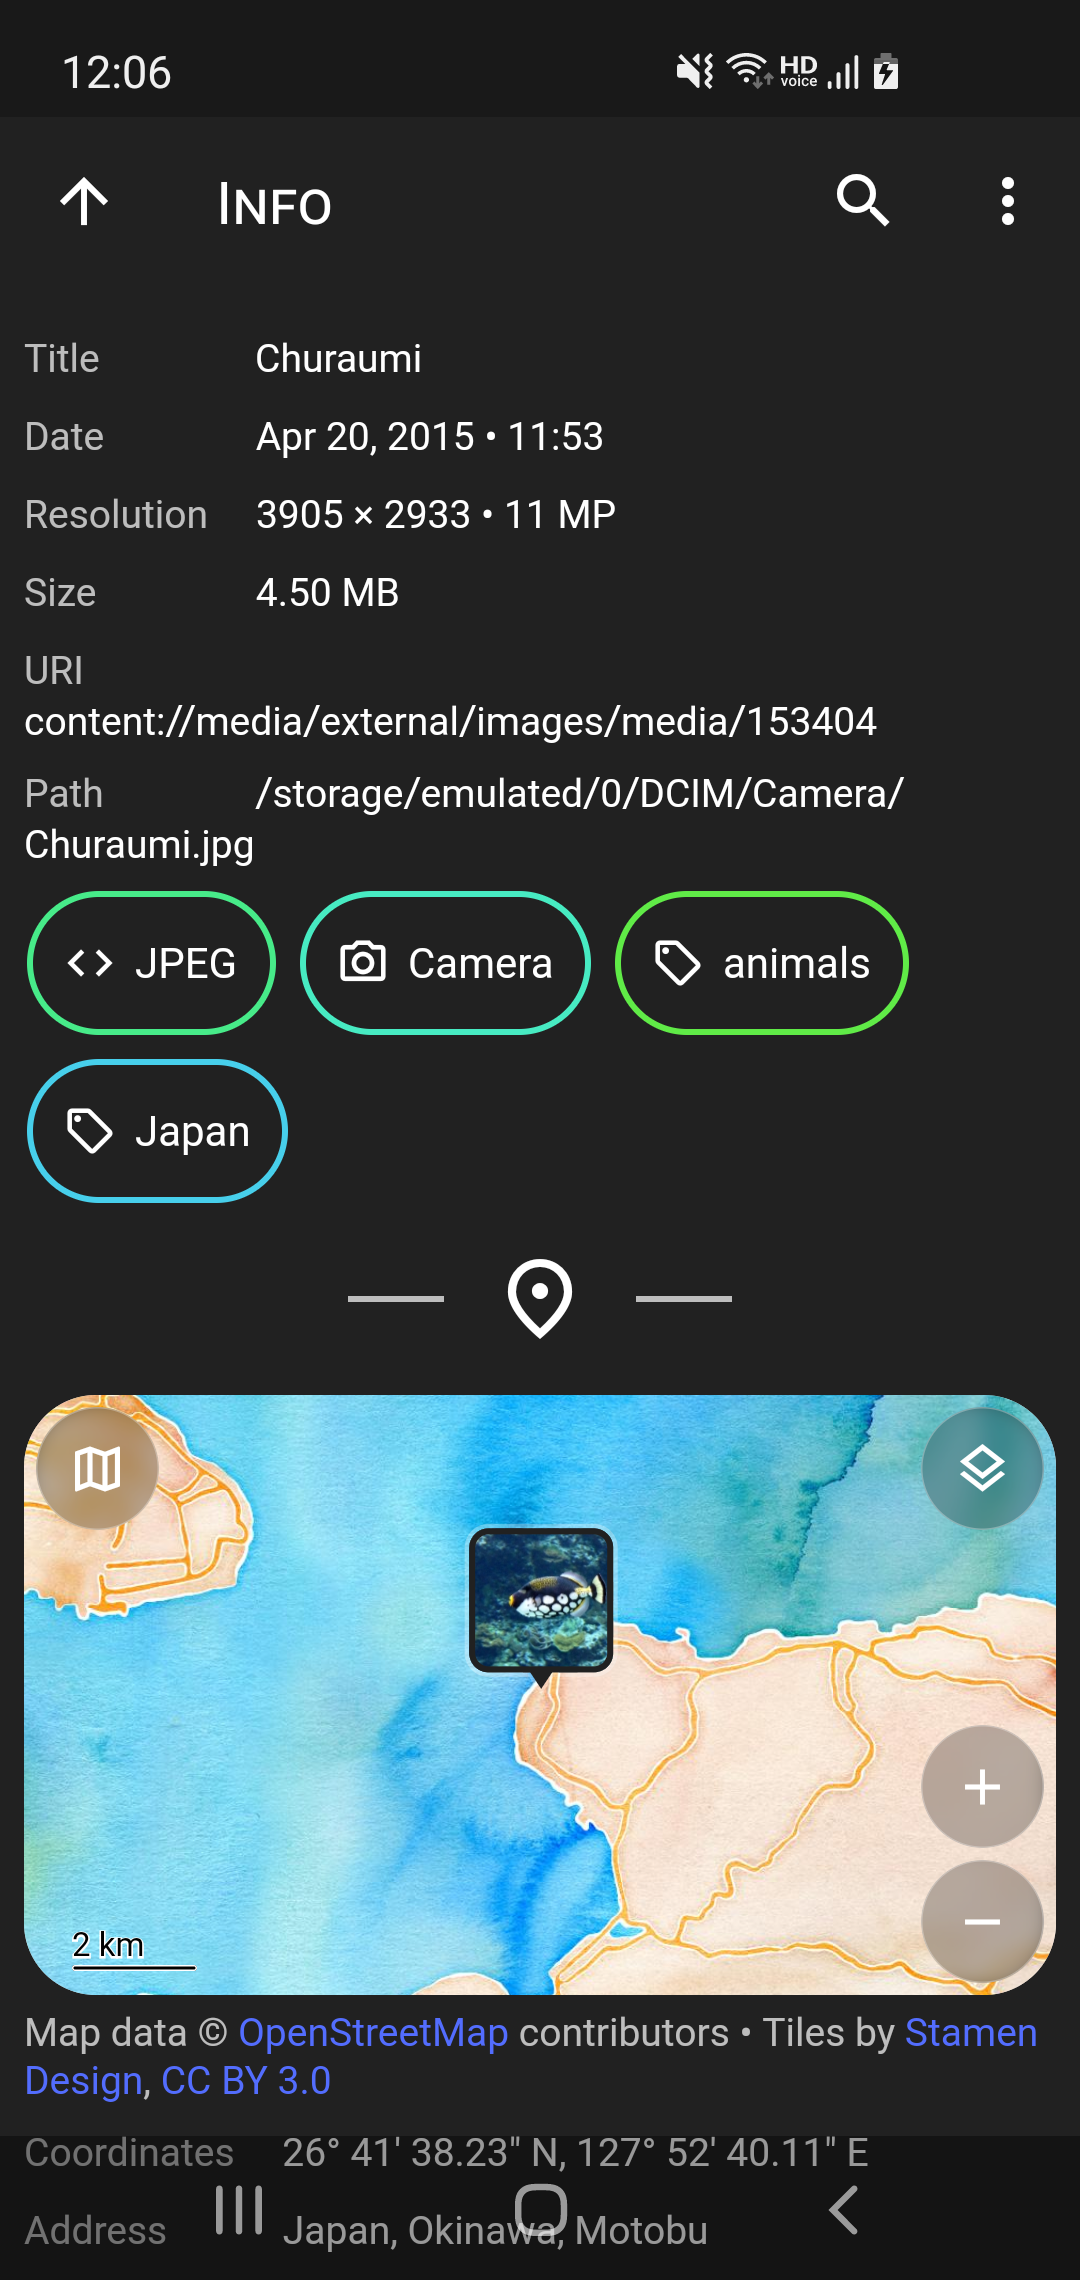 12:06
HD
voice
INFO
Title Churaumi
Date Apr 20, 2015 • 11:53
Resolution 3905 × 2933 • 11 MP
Size 4.50 MB
URI
content://media/external/images/media/153404
Path /storage/emulated/0/DCIM/Camera/
Churaumi.jpg
JPEG Camera animals
Japan
2 km
Map data © OpenStreetMap contributors • Tiles by Stamen
Design, CC BY 3.0
Coordinates 26° 41' 38.23" N, 127° 52' 40.11" E
Address Japan, Okinawa, Motobu